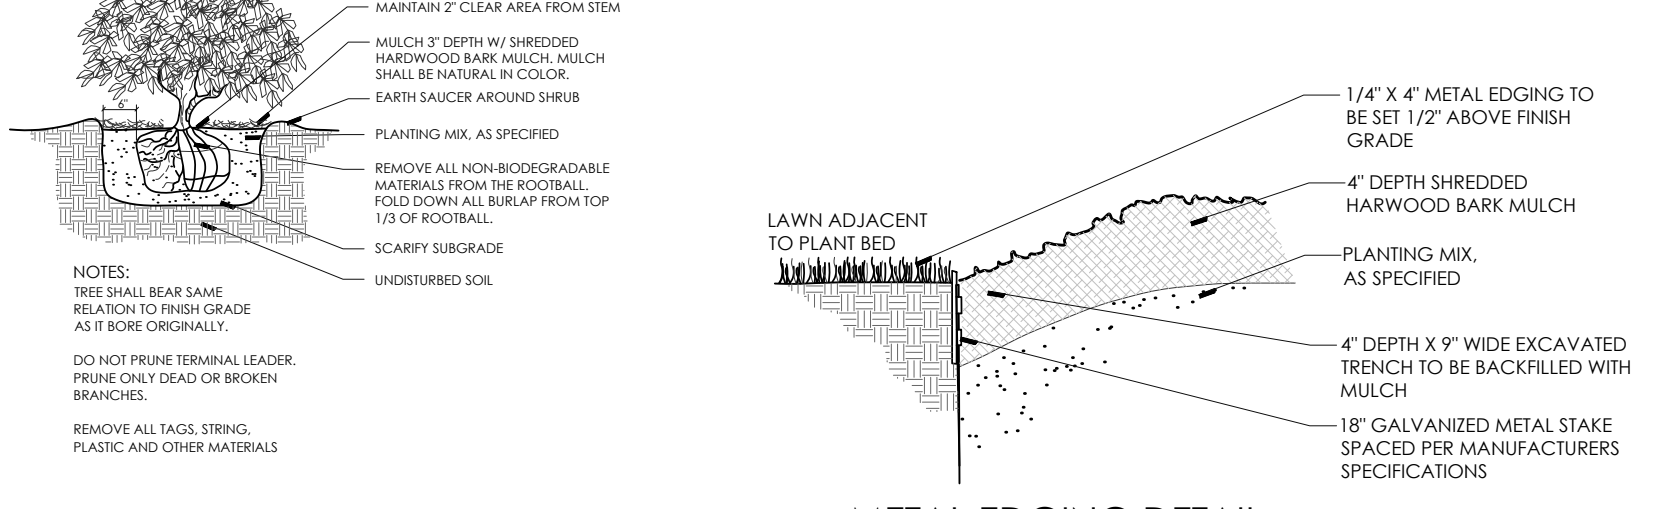 MAINTAIN 2" CLEAR AREA FROM STEM
MULCH 3" DEPTH W/ SHREDDED
HARDWOOD BARK MULCH. MULCH
SHALL BE NATURAL IN COLOR.
EARTH SAUCER AROUND SHRUB
6"
PLANTING MIX, AS SPECIFIED
REMOVE ALL NON-BIODEGRADABLE
MATERIALS FROM THE ROOTBALL.
FOLD DOWN ALL BURLAP FROM TOP
1/3 OF ROOTBALL.
SCARIFY SUBGRADE
UNDISTURBED SOIL
NOTES:
TREE SHALL BEAR SAME
RELATION TO FINISH GRADE
AS IT BORE ORIGINALLY.
DO NOT PRUNE TERMINAL LEADER.
PRUNE ONLY DEAD OR BROKEN
BRANCHES.
REMOVE ALL TAGS, STRING,
PLASTIC AND OTHER MATERIALS
LAWN ADJACENT
TO PLANT BED
1/4" X 4" METAL EDGING TO
BE SET 1/2" ABOVE FINISH
GRADE
4" DEPTH SHREDDED
HARWOOD BARK MULCH
PLANTING MIX,
AS SPECIFIED
4" DEPTH X 9" WIDE EXCAVATED
TRENCH TO BE BACKFILLED WITH
MULCH
18" GALVANIZED METAL STAKE
SPACED PER MANUFACTURERS
SPECIFICATIONS
METAL EDGING DETAIL